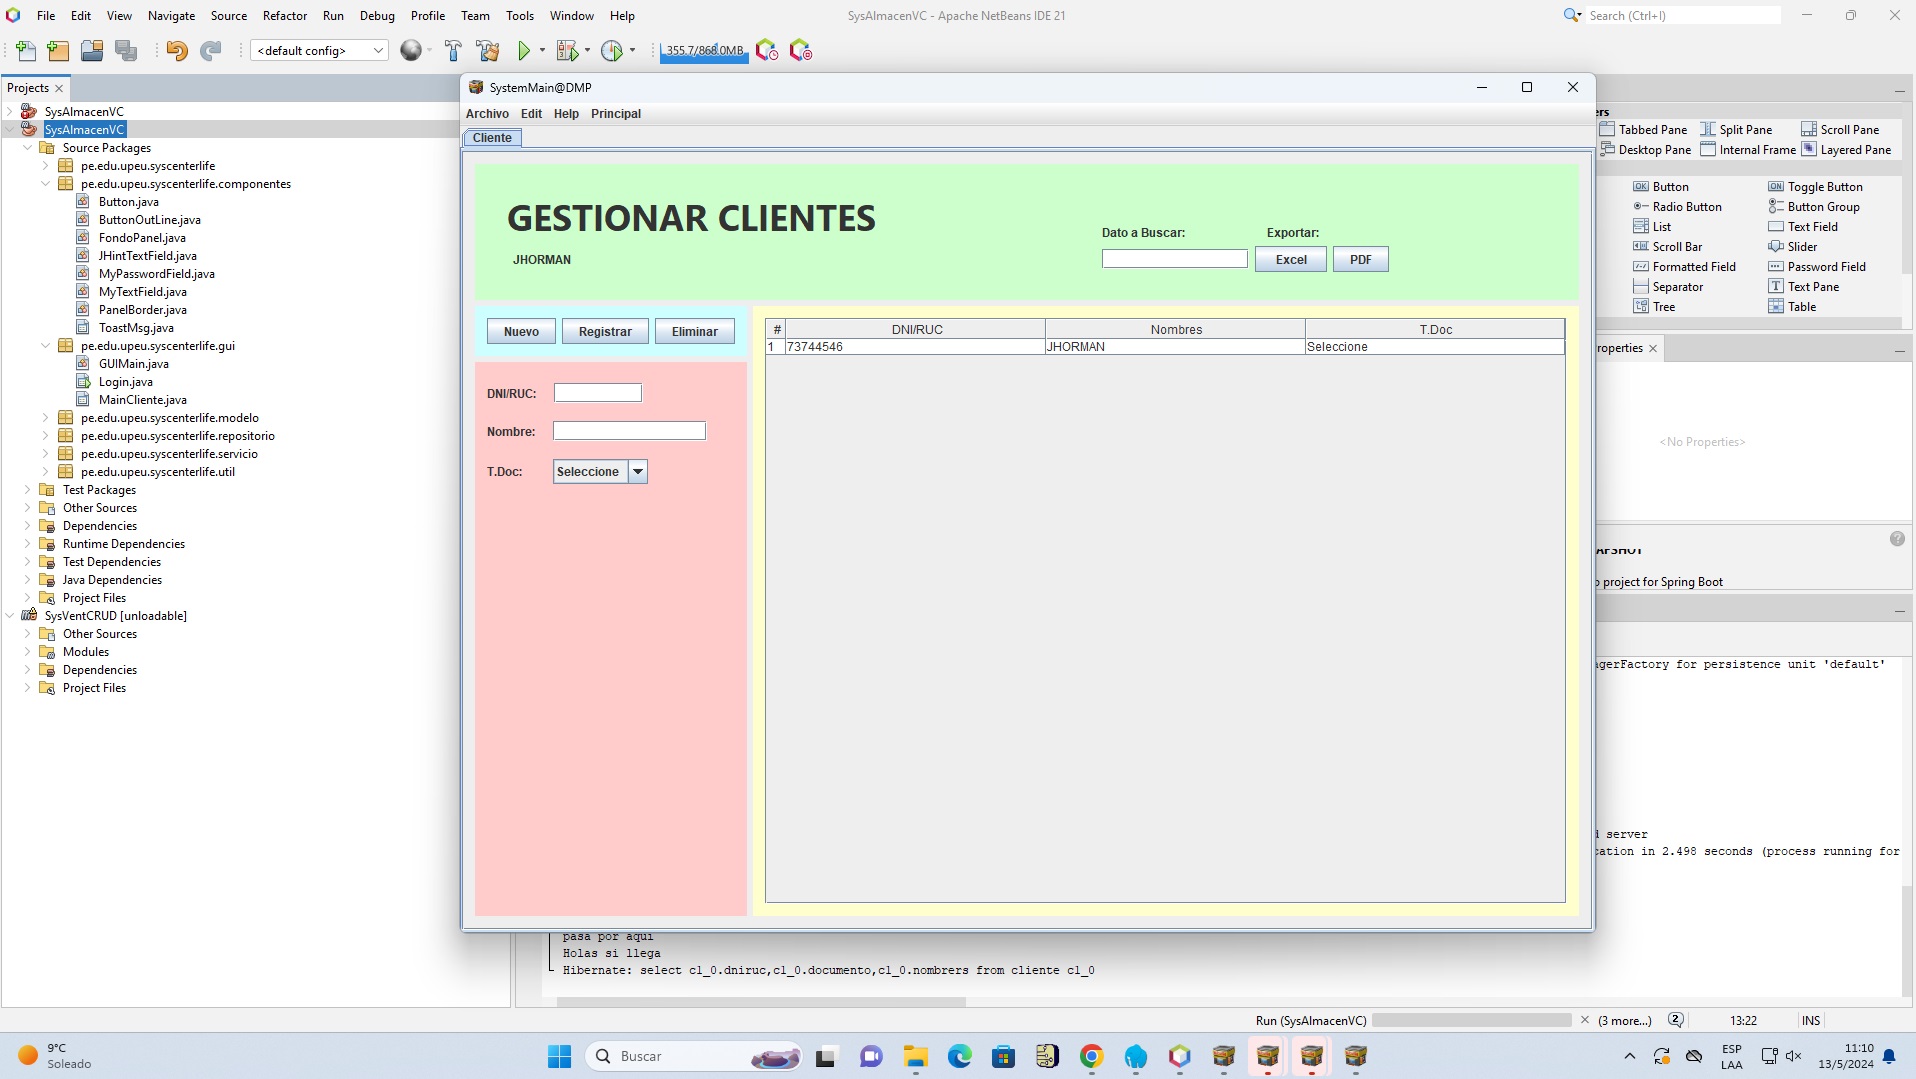 File Edit View Navigate Source Refactor Run Debug Profile Team Tools Window Help
SysAlmacenVC - Apache NetBeans IDE 21
Search (Ctrl+I)
<default config>
355.7/868.0MB
Projects
SysAlmacenVC
SysAlmacenVC
Source Packages
pe.edu.upeu.syscenterlife
pe.edu.upeu.syscenterlife.componentes
Button.java
ButtonOutLine.java
FondoPanel.java
JHintTextField.java
MyPasswordField.java
MyTextField.java
PanelBorder.java
ToastMsg.java
pe.edu.upeu.syscenterlife.gui
GUIMain.java
Login.java
MainCliente.java
pe.edu.upeu.syscenterlife.modelo
pe.edu.upeu.syscenterlife.repositorio
pe.edu.upeu.syscenterlife.servicio
pe.edu.upeu.syscenterlife.util
Test Packages
Other Sources
Dependencies
Runtime Dependencies
Test Dependencies
Java Dependencies
Project Files
SysVentCRUD [unloadable]
Other Sources
Modules
Dependencies
Project Files
SystemMain@DMP
Archivo Edit Help Principal
Cliente
GESTIONAR CLIENTES
JHORMAN
Dato a Buscar: Exportar:
Excel PDF
Nuevo Registrar Eliminar
DNI/RUC:
Nombre:
T.Doc: Seleccione
# DNI/RUC Nombres T.Doc
1 73744546 JHORMAN Seleccione
ers
Tabbed Pane Split Pane Scroll Pane
Desktop Pane Internal Frame Layered Pane
Button Toggle Button
Radio Button Button Group
List Text Field
Scroll Bar Slider
Formatted Field Password Field
Separator Text Pane
Tree Table
roperties
<No Properties>
APSHOT
o project for Spring Boot
agerFactory for persistence unit 'default'
d server
cation in 2.498 seconds (process running for
pasa por aqui
Holas si llega
Hibernate: select c1_0.dniruc,c1_0.documento,c1_0.nombrers from cliente c1_0
Run (SysAlmacenVC) (3 more...) 2 13:22 INS
9°C
Soleado
Buscar
ESP
LAA
11:10
13/5/2024